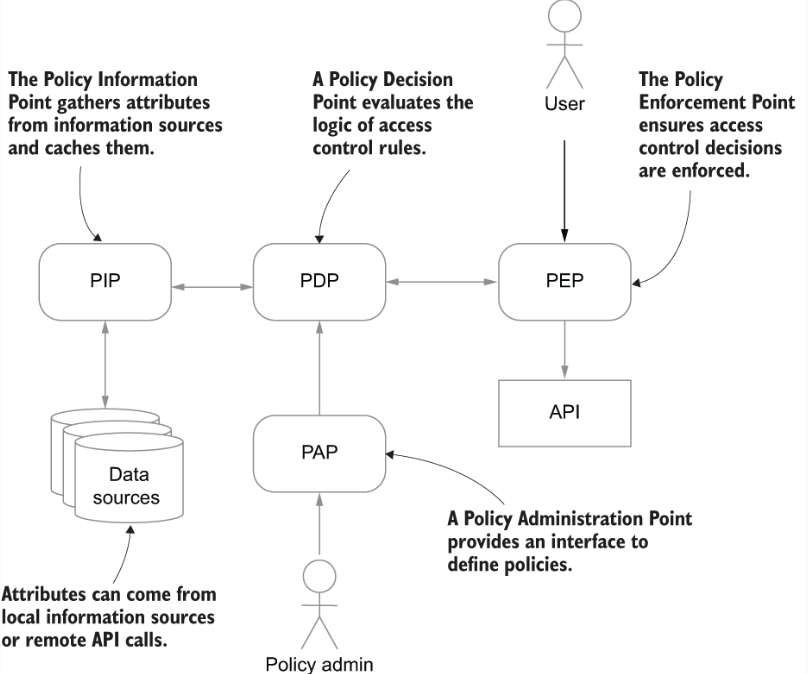 The Policy Information
Point gathers attributes
from information sources
and caches them.
A Policy Decision
Point evaluates the
logic of access
control rules.
User
The Policy
Enforcement Point
ensures access
control decisions
are enforced.
PIP
PDP
PEP
API
PAP
Data
sources
A Policy Administration Point
provides an interface to
define policies.
Attributes can come from
local information sources
or remote API calls.
Policy admin